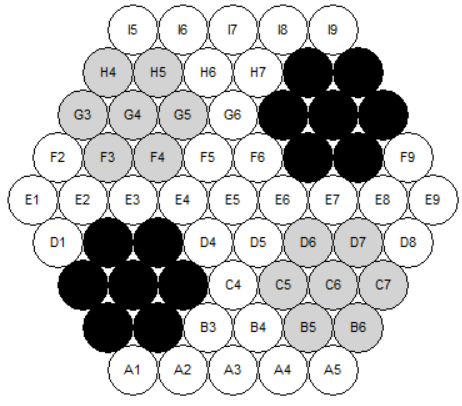 I5 I6 I7 I8 I9
H4 H5 H6 H7
G3 G4 G5 G6
F2 F3 F4 F5 F6 F9
E1 E2 E3 E4 E5 E6 E7 E8 E9
D1 D4 D5 D6 D7 D8
C4 C5 C6 C7
B3 B4 B5 B6
A1 A2 A3 A4 A5